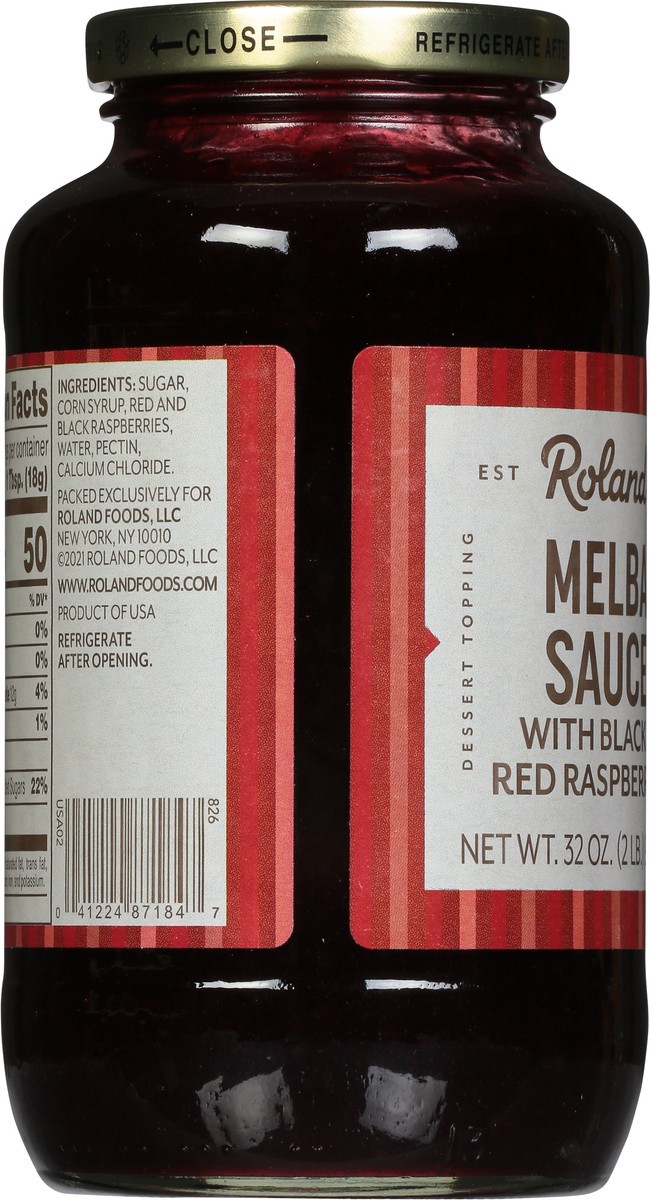 ←CLOSE—
REFRIGERATE AFTE
n Facts
per container
Tbsp. (18g)
50
% DV*
0%
0%
4%
1%
Sugars 22%
INGREDIENTS: SUGAR,
CORN SYRUP, RED AND
BLACK RASPBERRIES,
WATER, PECTIN,
CALCIUM CHLORIDE.
PACKED EXCLUSIVELY FOR
ROLAND FOODS, LLC
NEW YORK, NY 10010
©2021 ROLAND FOODS, LLC
WWW.ROLANDFOODS.COM
PRODUCT OF USA
REFRIGERATE
AFTER OPENING.
USA02
826
0 41224 87184 7
EST Roland
DESSERT TOPPING
MELBA
SAUCE
WITH BLACK
RED RASPBER
NET WT. 32 OZ. (2 LB.